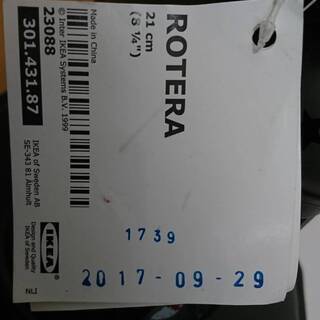 ROTERA
21 cm
(8 ¼")
Made in China
© Inter IKEA Systems B.V. 1999
23088
301.431.87
IKEA of Sweden AB
SE-343 81 Älmhult
IKEA®
Design and Quality
IKEA of Sweden
NLI
1739
2017-09-29